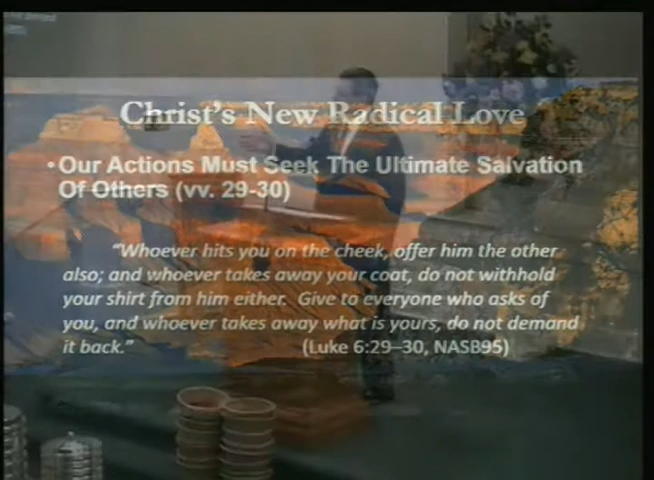 Christ's New Radical Love
• Our Actions Must Seek The Ultimate Salvation
Of Others (vv. 29-30)
"Whoever hits you on the cheek, offer him the other
also; and whoever takes away your coat, do not withhold
your shirt from him either.  Give to everyone who asks of
you, and whoever takes away what is yours, do not demand
it back." (Luke 6:29–30, NASB95)